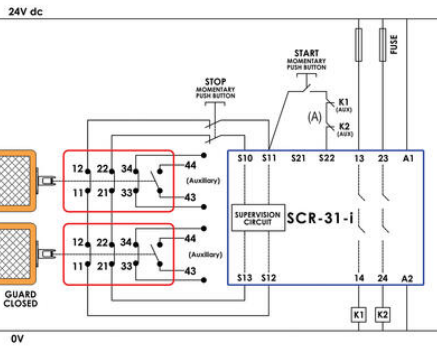 24V dc
START
MOMENTARY
PUSH BUTTON
FUSE
STOP
MOMENTARY
PUSH BUTTON
K1
(AUX)
(A)
K2
(AUX)
S10 S11 S21 S22 13 23 A1
12 22 34 44
(Auxiliary)
11 21 33 43
SUPERVISION
CIRCUIT
SCR-31-i
12 22 34 44
(Auxiliary)
11 21 33 43
S13 S12 14 24 A2
GUARD
CLOSED
K1 K2
0V